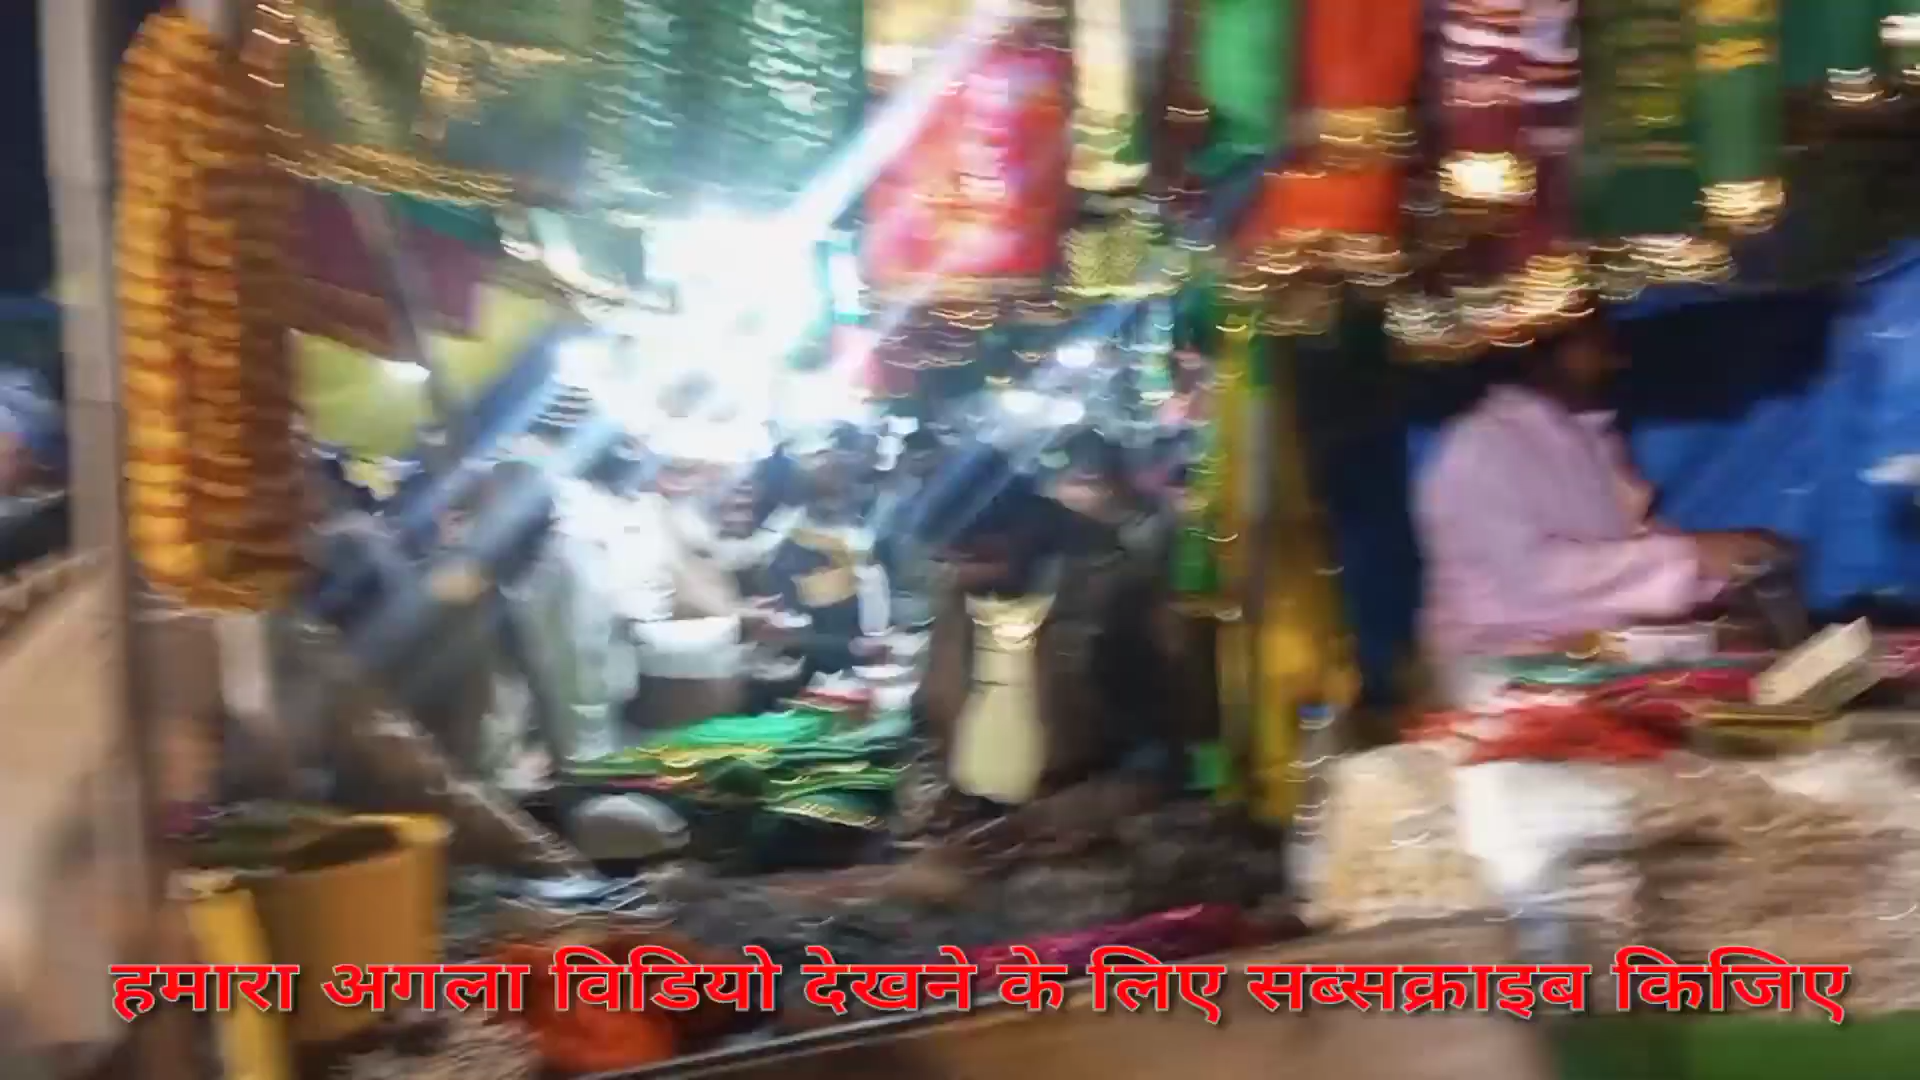 हमारा अगला विडियो देखने के लिए सब्सक्राइब किजिए